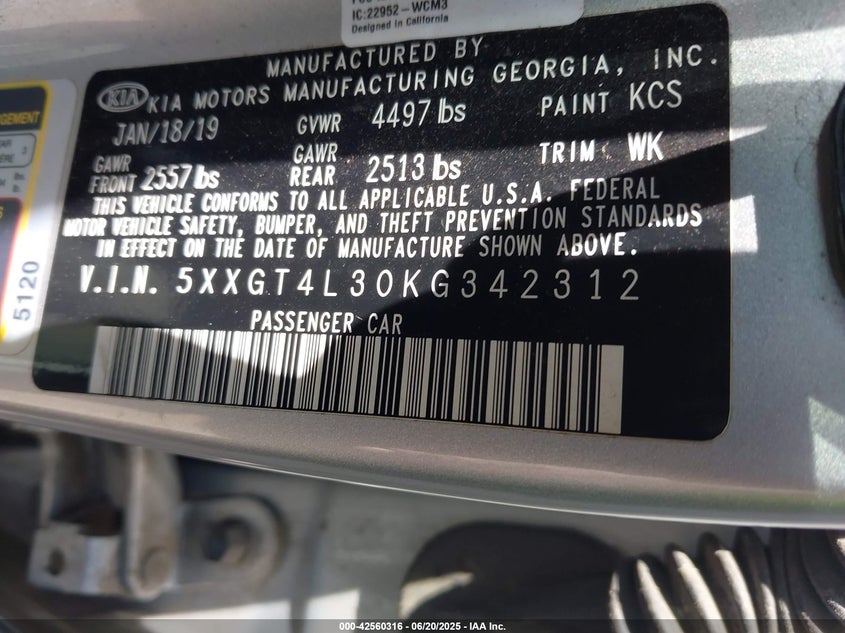 IC:22952-WCM3
Designed in California
MANUFACTURED BY
KIA KIA MOTORS MANUFACTURING GEORGIA, INC.
JAN/18/19 GVWR 4497 lbs PAINT KCS
GAWR FRONT 2557 lbs GAWR REAR 2513 lbs TRIM : WK
THIS VEHICLE CONFORMS TO ALL APPLICABLE U.S.A. FEDERAL
MOTOR VEHICLE SAFETY, BUMPER, AND THEFT PREVENTION STANDARDS
IN EFFECT ON THE DATE OF MANUFACTURE SHOWN ABOVE.
V.I.N. 5XXGT4L30KG342312
PASSENGER CAR
5120
000-42560316 - 06/20/2025 - IAA Inc.